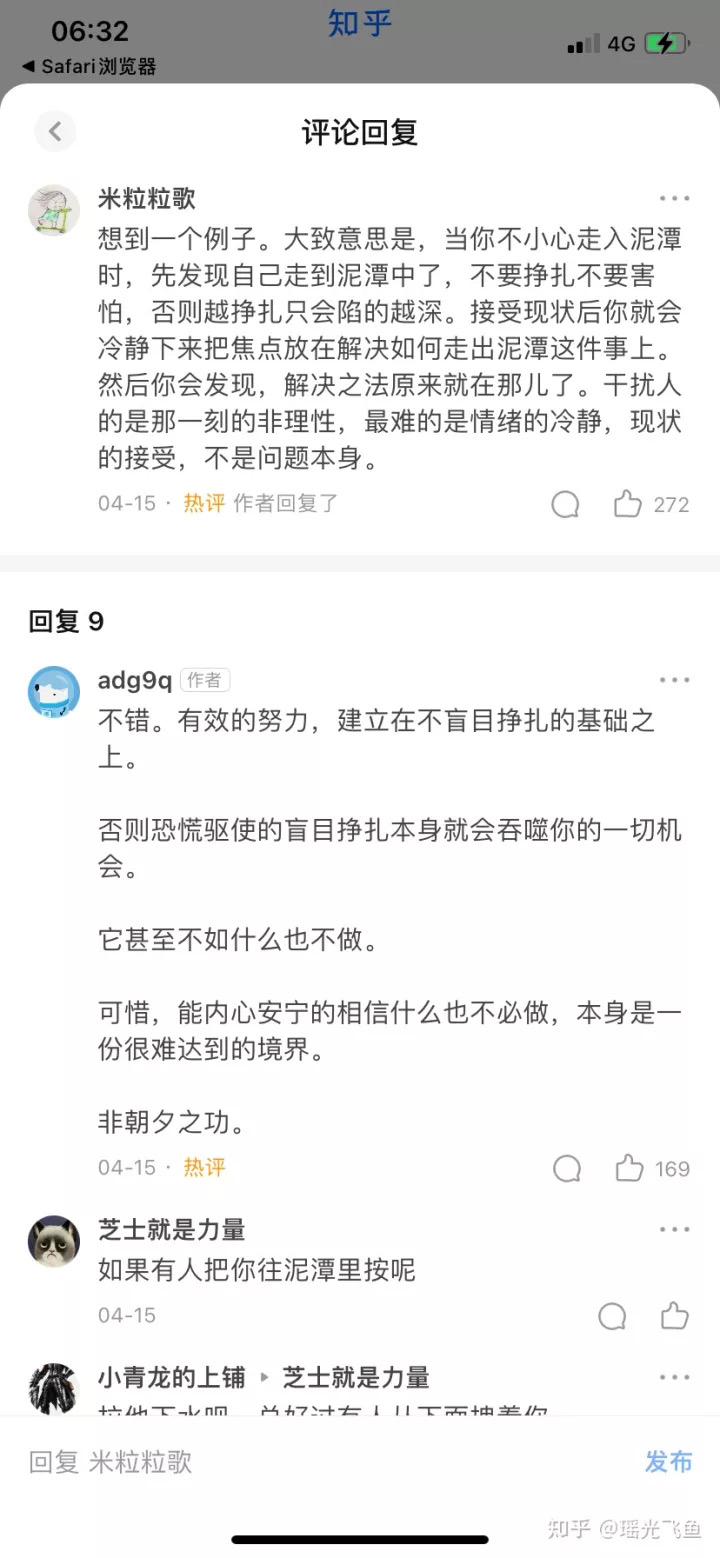 06:32
知乎
4G
◀ Safari浏览器
评论回复
米粒粒歌
想到一个例子。大致意思是，当你不小心走入泥潭
时，先发现自己走到泥潭中了，不要挣扎不要害
怕，否则越挣扎只会陷的越深。接受现状后你就会
冷静下来把焦点放在解决如何走出泥潭这件事上。
然后你会发现，解决之法原来就在那儿了。干扰人
的是那一刻的非理性，最难的是情绪的冷静，现状
的接受，不是问题本身。
04-15 · 热评 作者回复了
272
回复 9
adg9q 作者
不错。有效的努力，建立在不盲目挣扎的基础之
上。
否则恐慌驱使的盲目挣扎本身就会吞噬你的一切机
会。
它甚至不如什么也不做。
可惜，能内心安宁的相信什么也不必做，本身是一
份很难达到的境界。
非朝夕之功。
04-15 · 热评
169
芝士就是力量
如果有人把你往泥潭里按呢
04-15
小青龙的上铺 ▸ 芝士就是力量
拉他下水吧，总好过有人从下面拽着你
回复 米粒粒歌
发布
知乎 @瑶光飞鱼